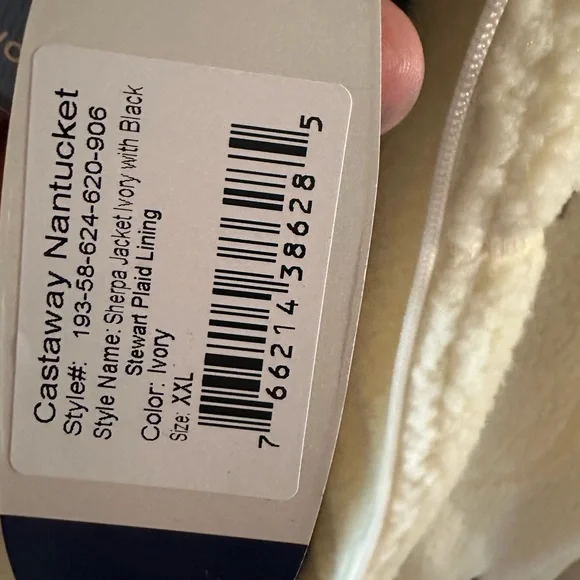 Castaway Nantucket
Style#: 193-58-624-620-906
Style Name: Sherpa Jacket Ivory with Black
Stewart Plaid Lining
Color: Ivory
Size: XXL
7 66214 38628 5